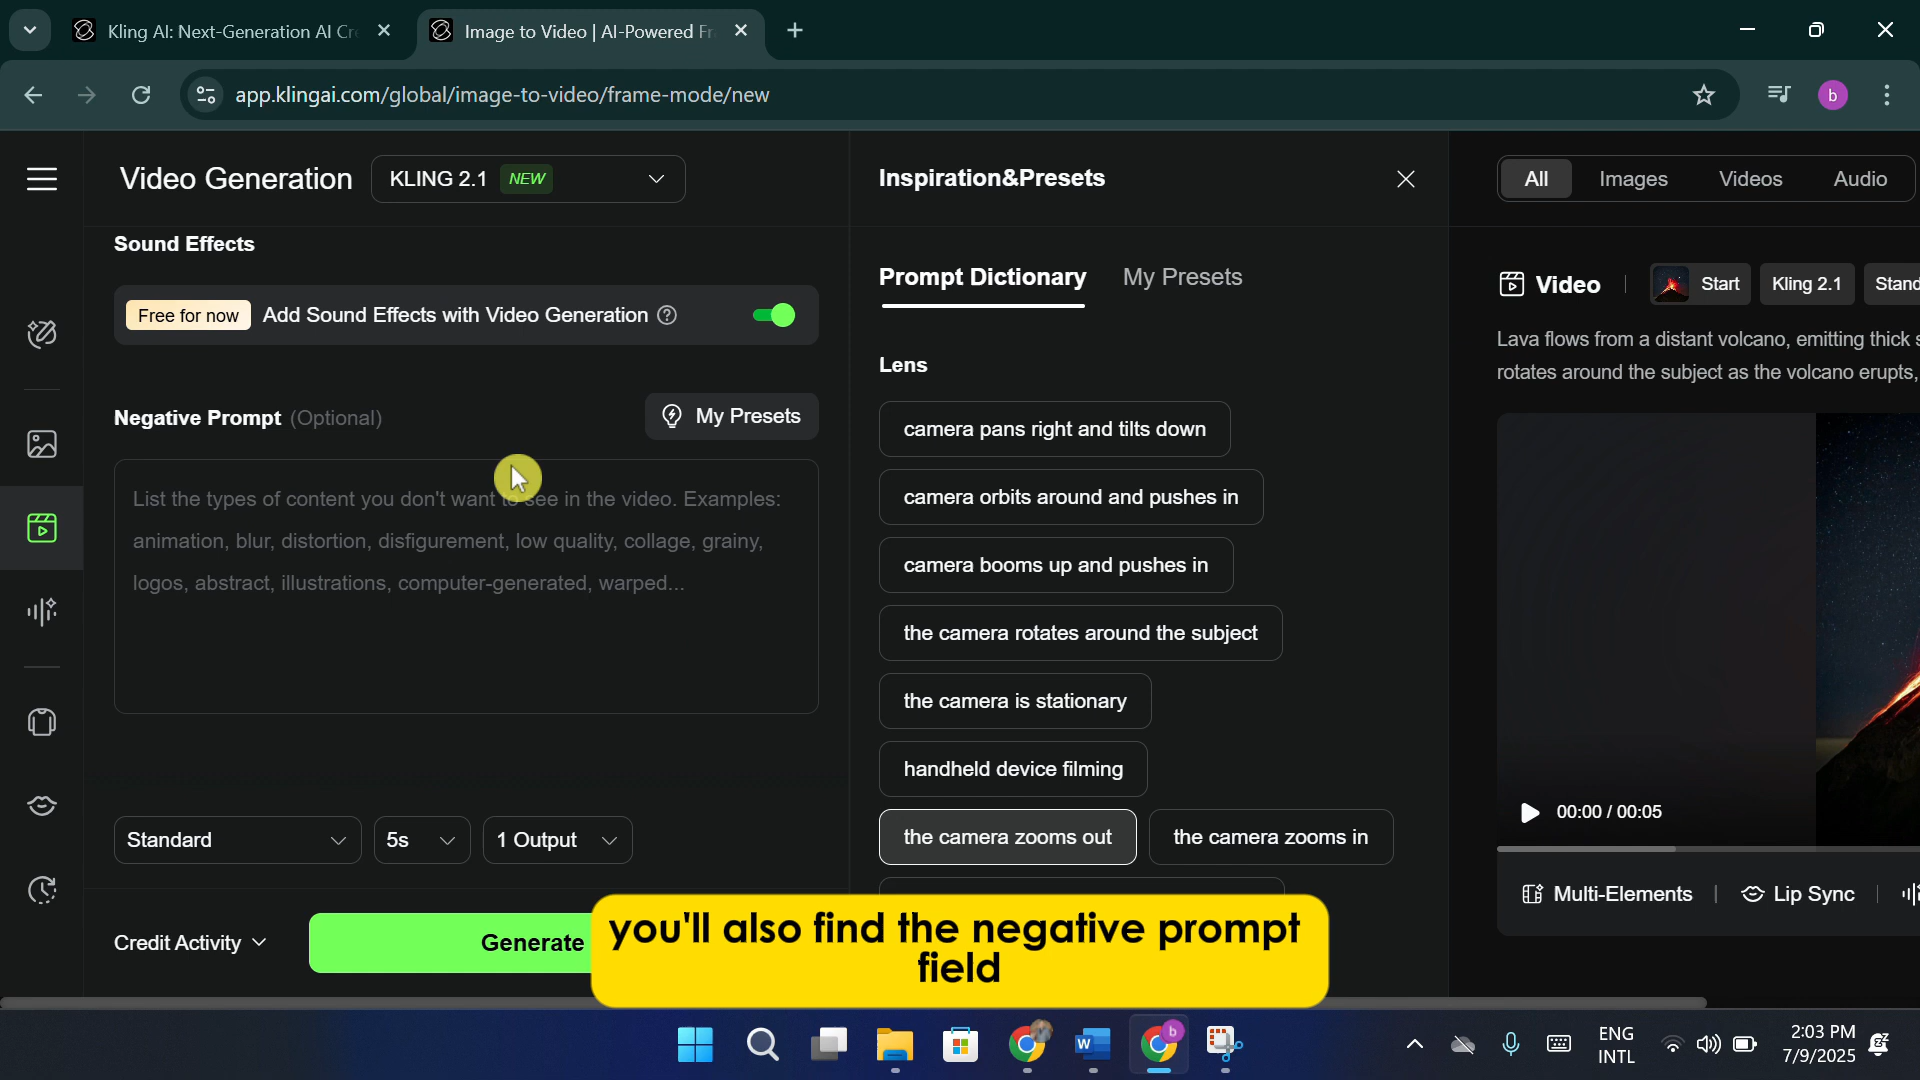 Kling AI: Next-Generation AI Cr
Image to Video | AI-Powered Fr
app.klingai.com/global/image-to-video/frame-mode/new
b
Video Generation
KLING 2.1 NEW
Sound Effects
Free for now Add Sound Effects with Video Generation ?
Negative Prompt (Optional)
My Presets
List the types of content you don't want to see in the video. Examples:
animation, blur, distortion, disfigurement, low quality, collage, grainy,
logos, abstract, illustrations, computer-generated, warped...
Standard
5s
1 Output
Credit Activity
Generate
Inspiration&Presets
Prompt Dictionary
My Presets
Lens
camera pans right and tilts down
camera orbits around and pushes in
camera booms up and pushes in
the camera rotates around the subject
the camera is stationary
handheld device filming
the camera zooms out
the camera zooms in
All
Images
Videos
Audio
Video
Start
Kling 2.1
Stand
Lava flows from a distant volcano, emitting thick s
rotates around the subject as the volcano erupts,
00:00 / 00:05
Multi-Elements
Lip Sync
you'll also find the negative prompt
field
W
b
ENG
INTL
2:03 PM
7/9/2025